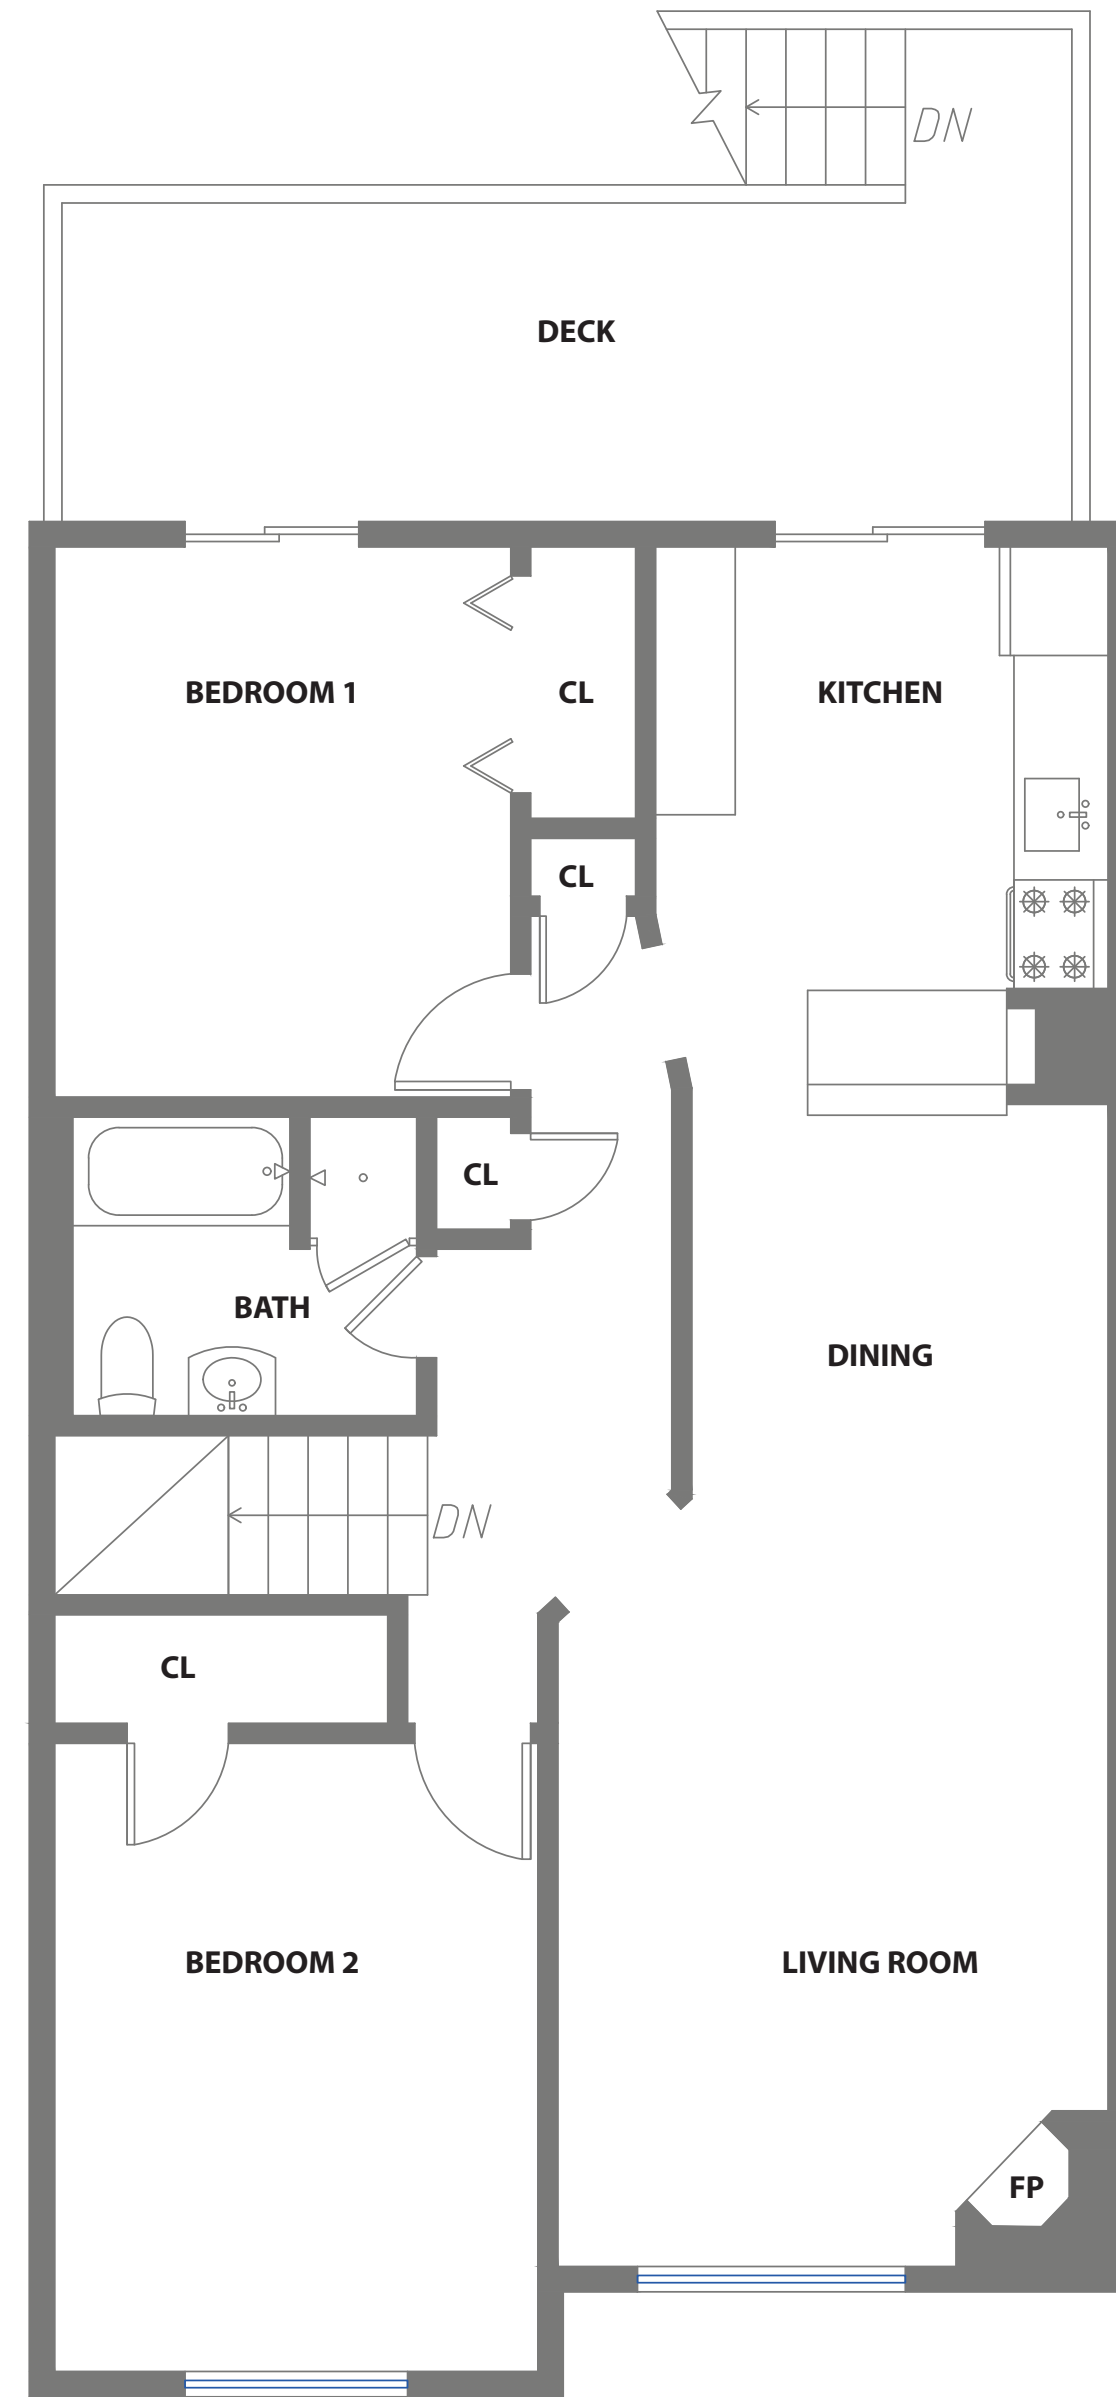 DN
DECK
BEDROOM 1
CL
KITCHEN
CL
CL
BATH
DINING
DN
CL
BEDROOM 2
LIVING ROOM
FP